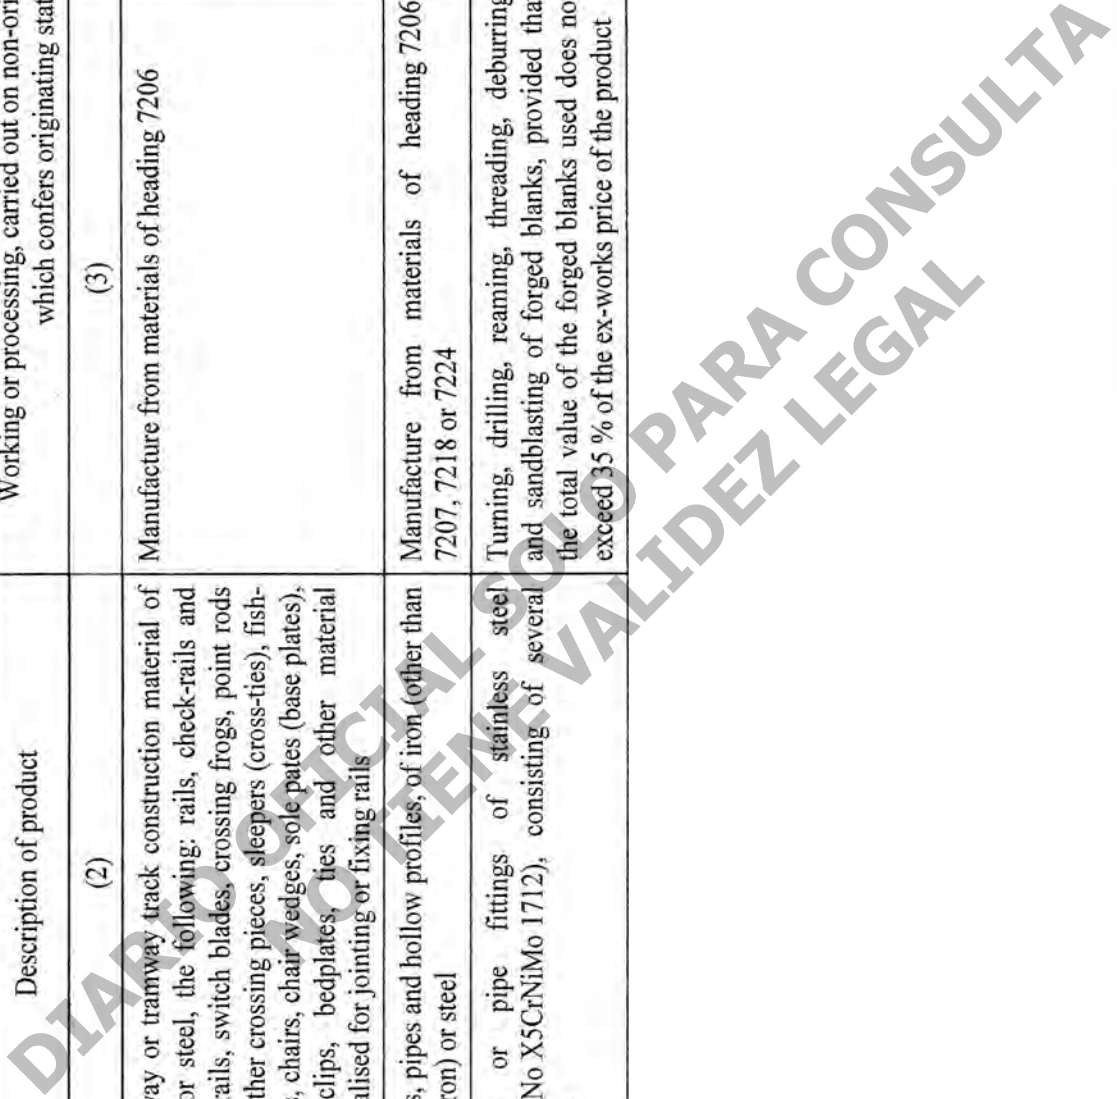 Description of product
Working or processing, carried out on non-ori
which confers originating stat
(2)
(3)
way or tramway track construction material of
or steel, the following: rails, check-rails and
rails, switch blades, crossing frogs, point rods
ther crossing pieces, sleepers (cross-ties), fish-
, chairs, chair wedges, sole pates (base plates),
clips, bedplates, ties and other material
alised for jointing or fixing rails
Manufacture from materials of heading 7206
s, pipes and hollow profiles, of iron (other than
ron) or steel
Manufacture from materials of heading 7206
7207, 7218 or 7224
or pipe fittings of stainless steel
No X5CrNiMo 1712), consisting of several
Turning, drilling, reaming, threading, deburring
and sandblasting of forged blanks, provided that
the total value of the forged blanks used does no
exceed 35 % of the ex-works price of the product
DIARIO OFICIAL SOLO PARA CONSULTA
NO TIENE VALIDEZ LEGAL